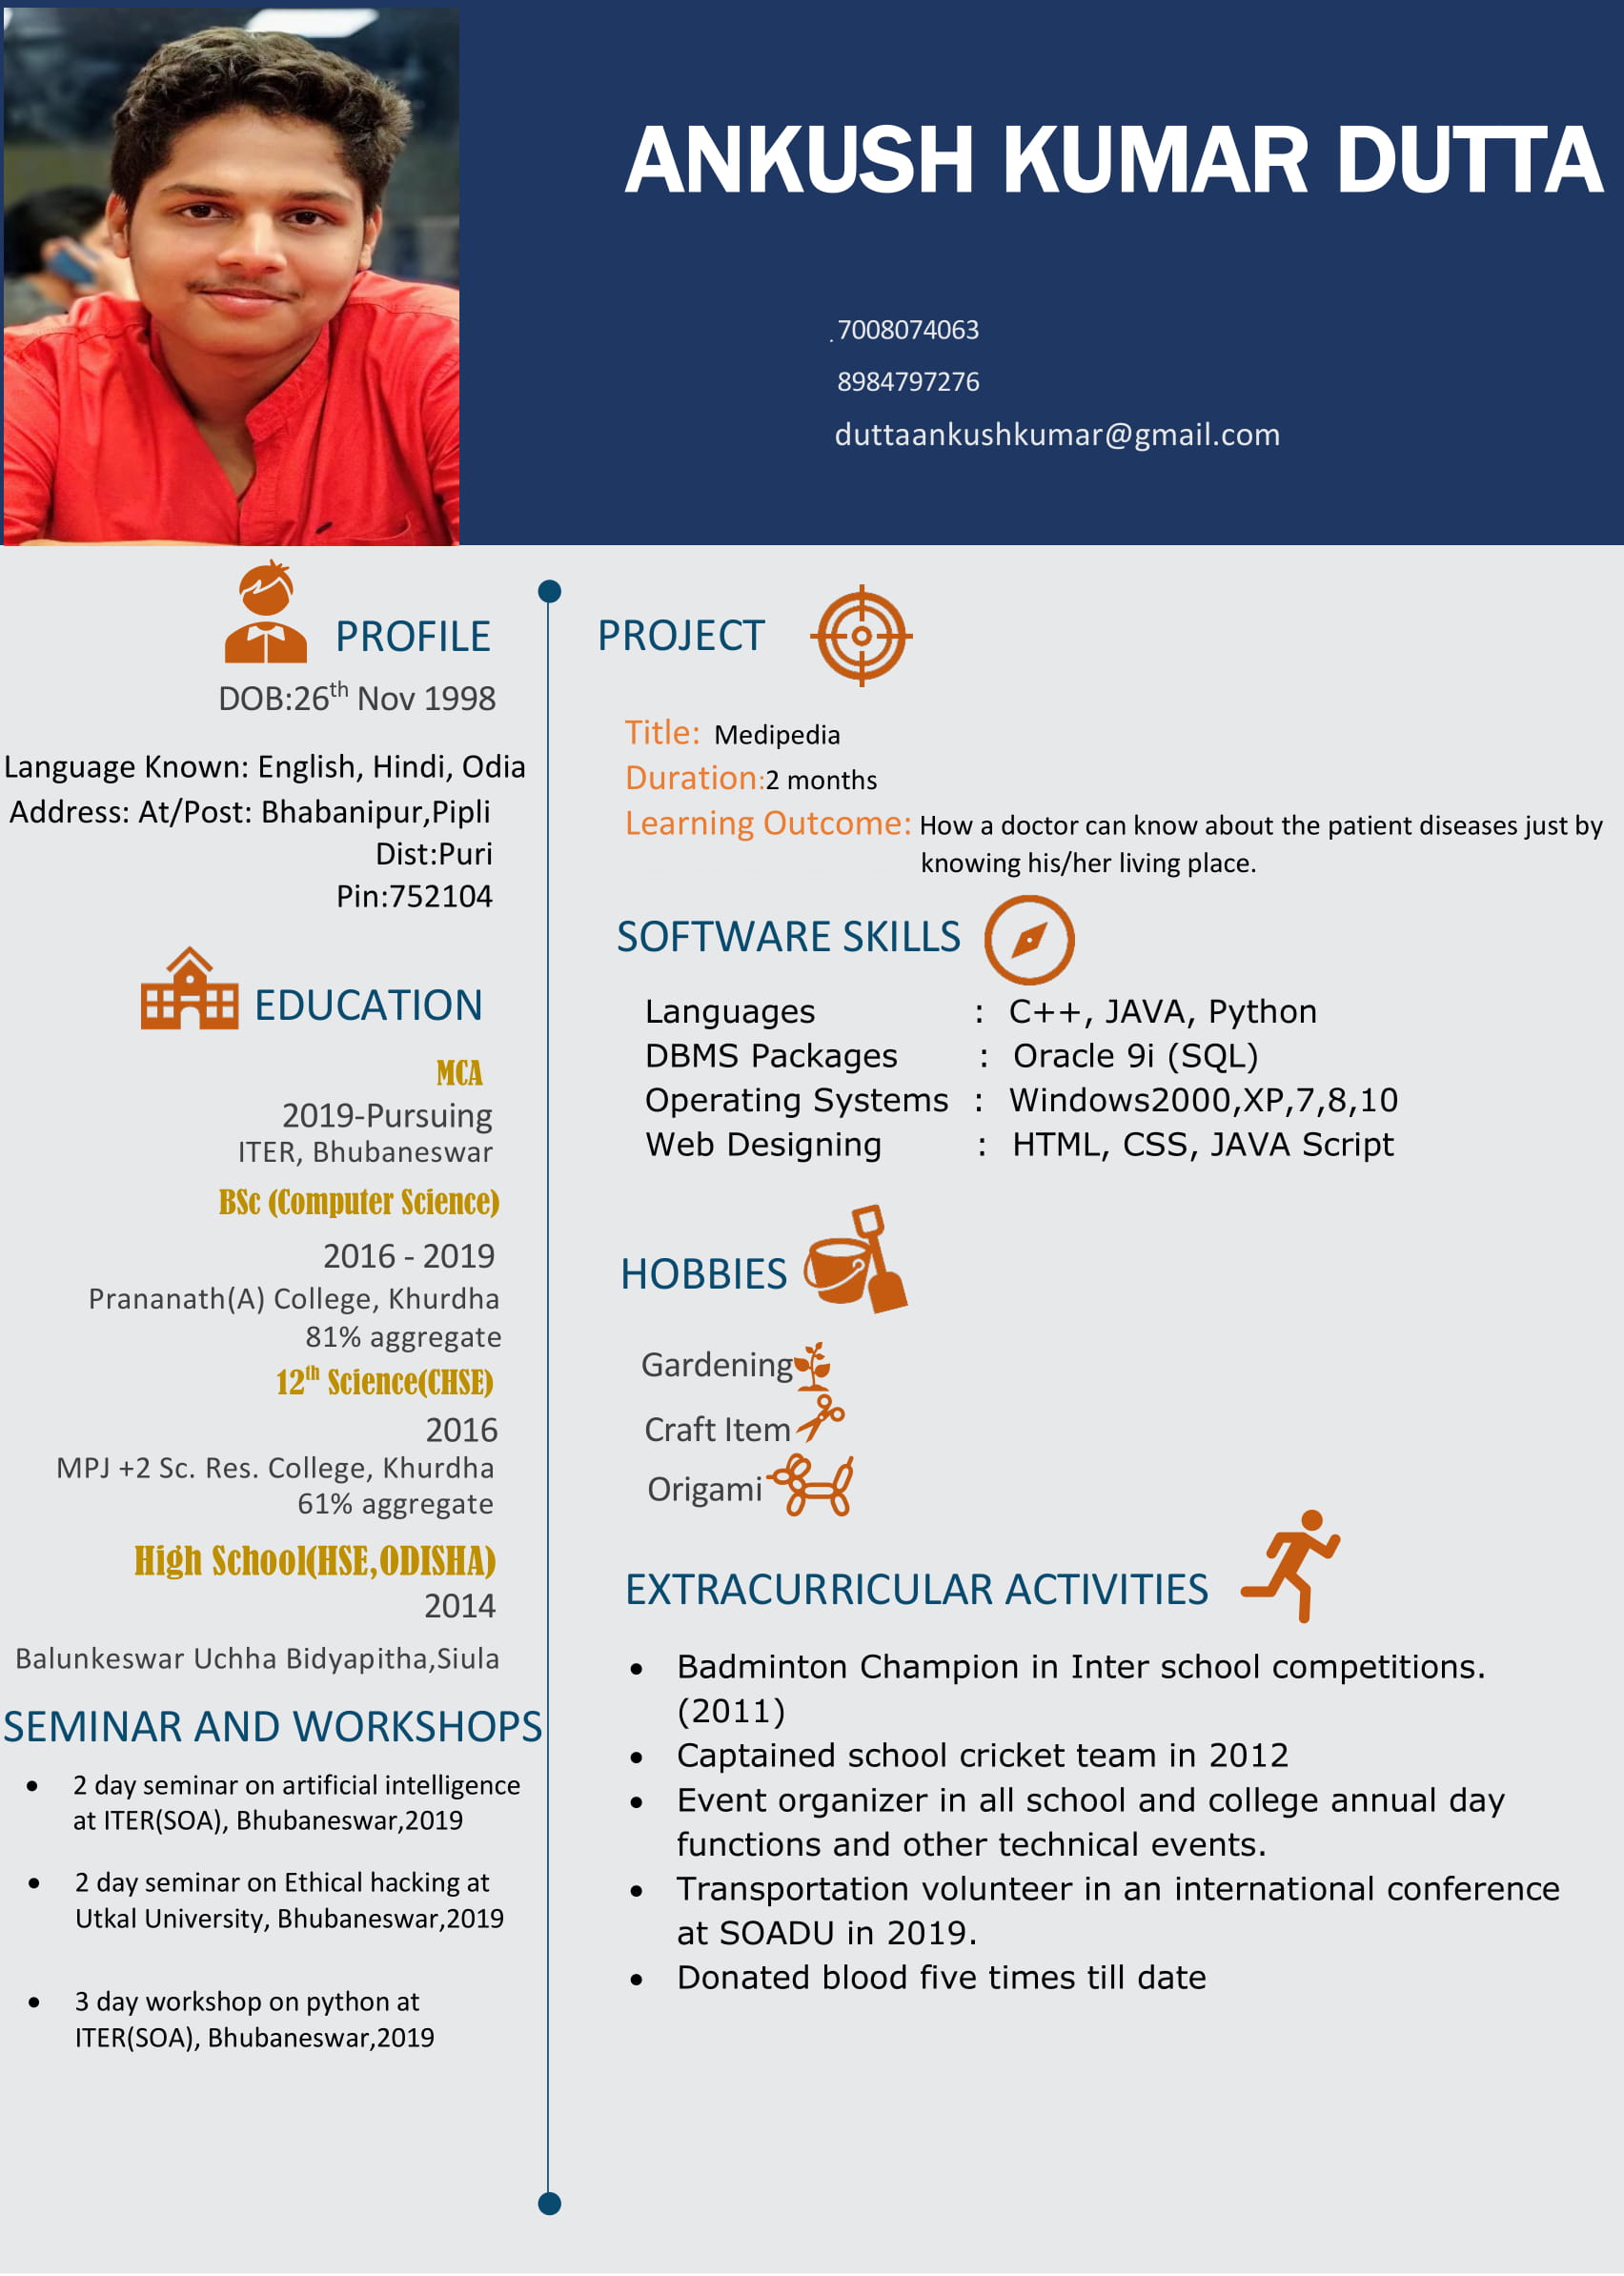 ANKUSH KUMAR DUTTA
7008074063
8984797276
duttaankushkumar@gmail.com
PROFILE
DOB:26th Nov 1998
Language Known: English, Hindi, Odia
Address: At/Post: Bhabanipur,Pipli
Dist:Puri
Pin:752104
EDUCATION
MCA
2019-Pursuing
ITER, Bhubaneswar
BSc (Computer Science)
2016 - 2019
Prananath(A) College, Khurdha
81% aggregate
12th Science(CHSE)
2016
MPJ +2 Sc. Res. College, Khurdha
61% aggregate
High School(HSE,ODISHA)
2014
Balunkeswar Uchha Bidyapitha,Siula
SEMINAR AND WORKSHOPS
• 2 day seminar on artificial intelligence
at ITER(SOA), Bhubaneswar,2019
• 2 day seminar on Ethical hacking at
Utkal University, Bhubaneswar,2019
• 3 day workshop on python at
ITER(SOA), Bhubaneswar,2019
PROJECT
Title: Medipedia
Duration:2 months
Learning Outcome: How a doctor can know about the patient diseases just by
knowing his/her living place.
SOFTWARE SKILLS
Languages : C++, JAVA, Python
DBMS Packages : Oracle 9i (SQL)
Operating Systems : Windows2000,XP,7,8,10
Web Designing : HTML, CSS, JAVA Script
HOBBIES
Gardening
Craft Item
Origami
EXTRACURRICULAR ACTIVITIES
• Badminton Champion in Inter school competitions.
(2011)
• Captained school cricket team in 2012
• Event organizer in all school and college annual day
functions and other technical events.
• Transportation volunteer in an international conference
at SOADU in 2019.
• Donated blood five times till date